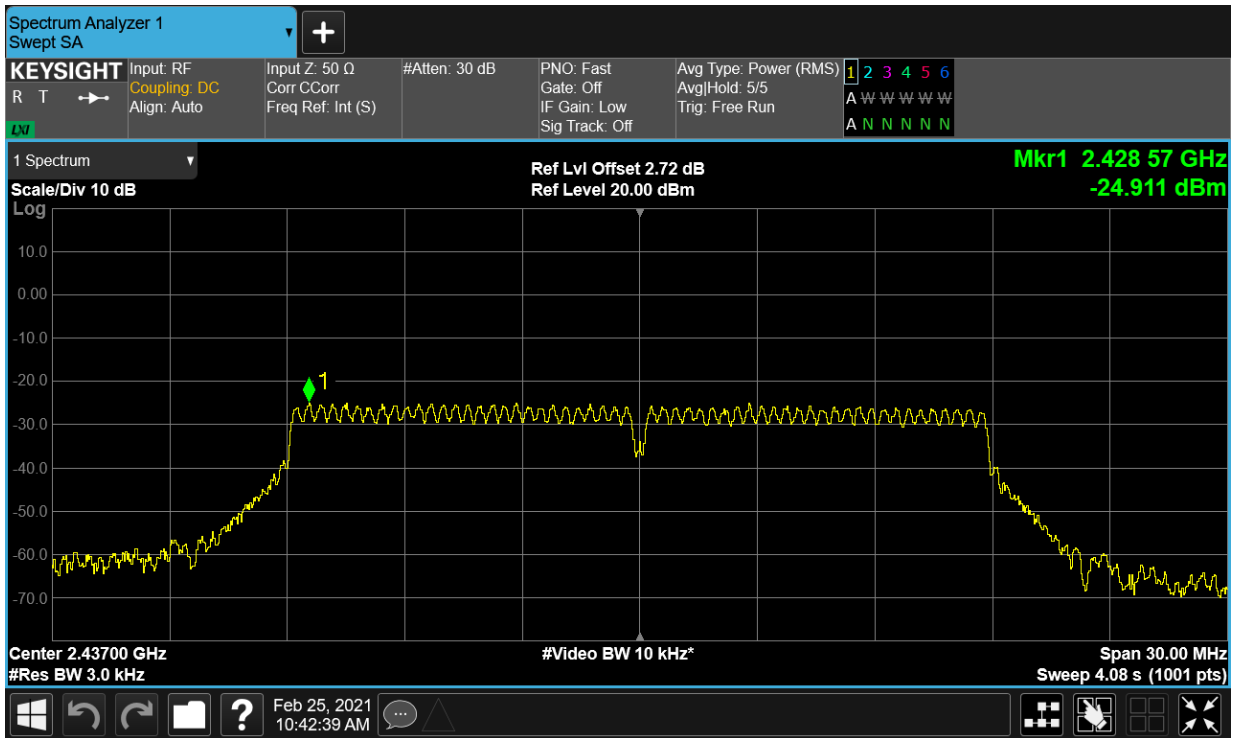 Spectrum Analyzer 1
Swept SA
▼
+
KEYSIGHT
R T
LXI
Input: RF
Coupling: DC
Align: Auto
Input Z: 50 Ω
Corr CCorr
Freq Ref: Int (S)
#Atten: 30 dB
PNO: Fast
Gate: Off
IF Gain: Low
Sig Track: Off
Avg Type: Power (RMS)
Avg|Hold: 5/5
Trig: Free Run
1 2 3 4 5 6
A W W W W W
A N N N N N
1 Spectrum ▼
Scale/Div 10 dB
Log
Ref Lvl Offset 2.72 dB
Ref Level 20.00 dBm
Mkr1 2.428 57 GHz
-24.911 dBm
10.0
0.00
-10.0
-20.0
1
-30.0
-40.0
-50.0
-60.0
-70.0
Center 2.43700 GHz
#Res BW 3.0 kHz
#Video BW 10 kHz*
Span 30.00 MHz
Sweep 4.08 s (1001 pts)
?
Feb 25, 2021
10:42:39 AM